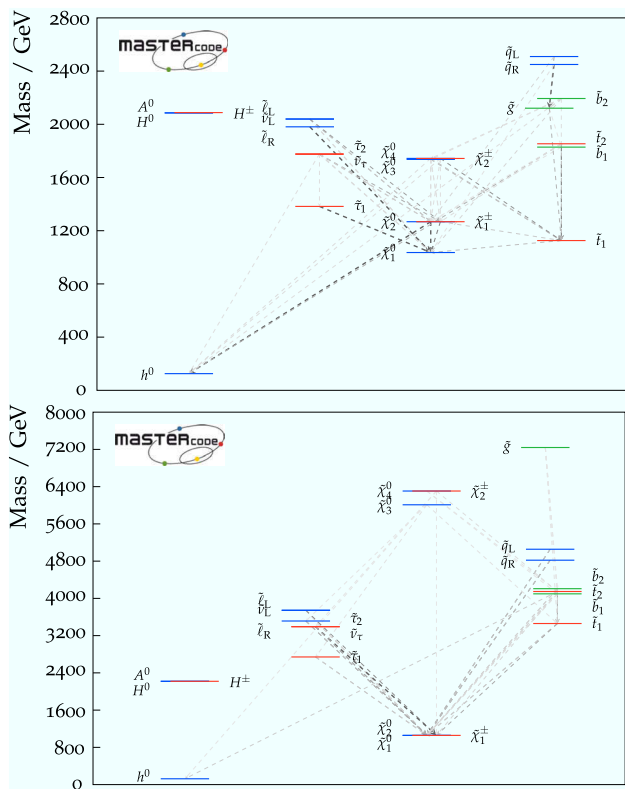 Mass / GeV
2800
2400
2000
1600
1200
800
400
0
MASTERCODE
A⁰
H⁰
H±
h⁰
ℓ̃L
ν̃L
ℓ̃R
τ̃2
ν̃τ
τ̃1
χ̃⁰4
χ̃⁰3
χ̃±2
χ̃⁰2
χ̃±1
χ̃⁰1
q̃L
q̃R
g̃
b̃2
t̃2
b̃1
t̃1
Mass / GeV
8000
7200
6400
5600
4800
4000
3200
2400
1600
800
0
MASTERCODE
A⁰
H⁰
H±
h⁰
ℓ̃L
ν̃L
ℓ̃R
τ̃2
ν̃τ
τ̃1
χ̃⁰4
χ̃⁰3
χ̃±2
χ̃⁰2
χ̃⁰1
χ̃±1
g̃
q̃L
q̃R
b̃2
t̃2
b̃1
t̃1